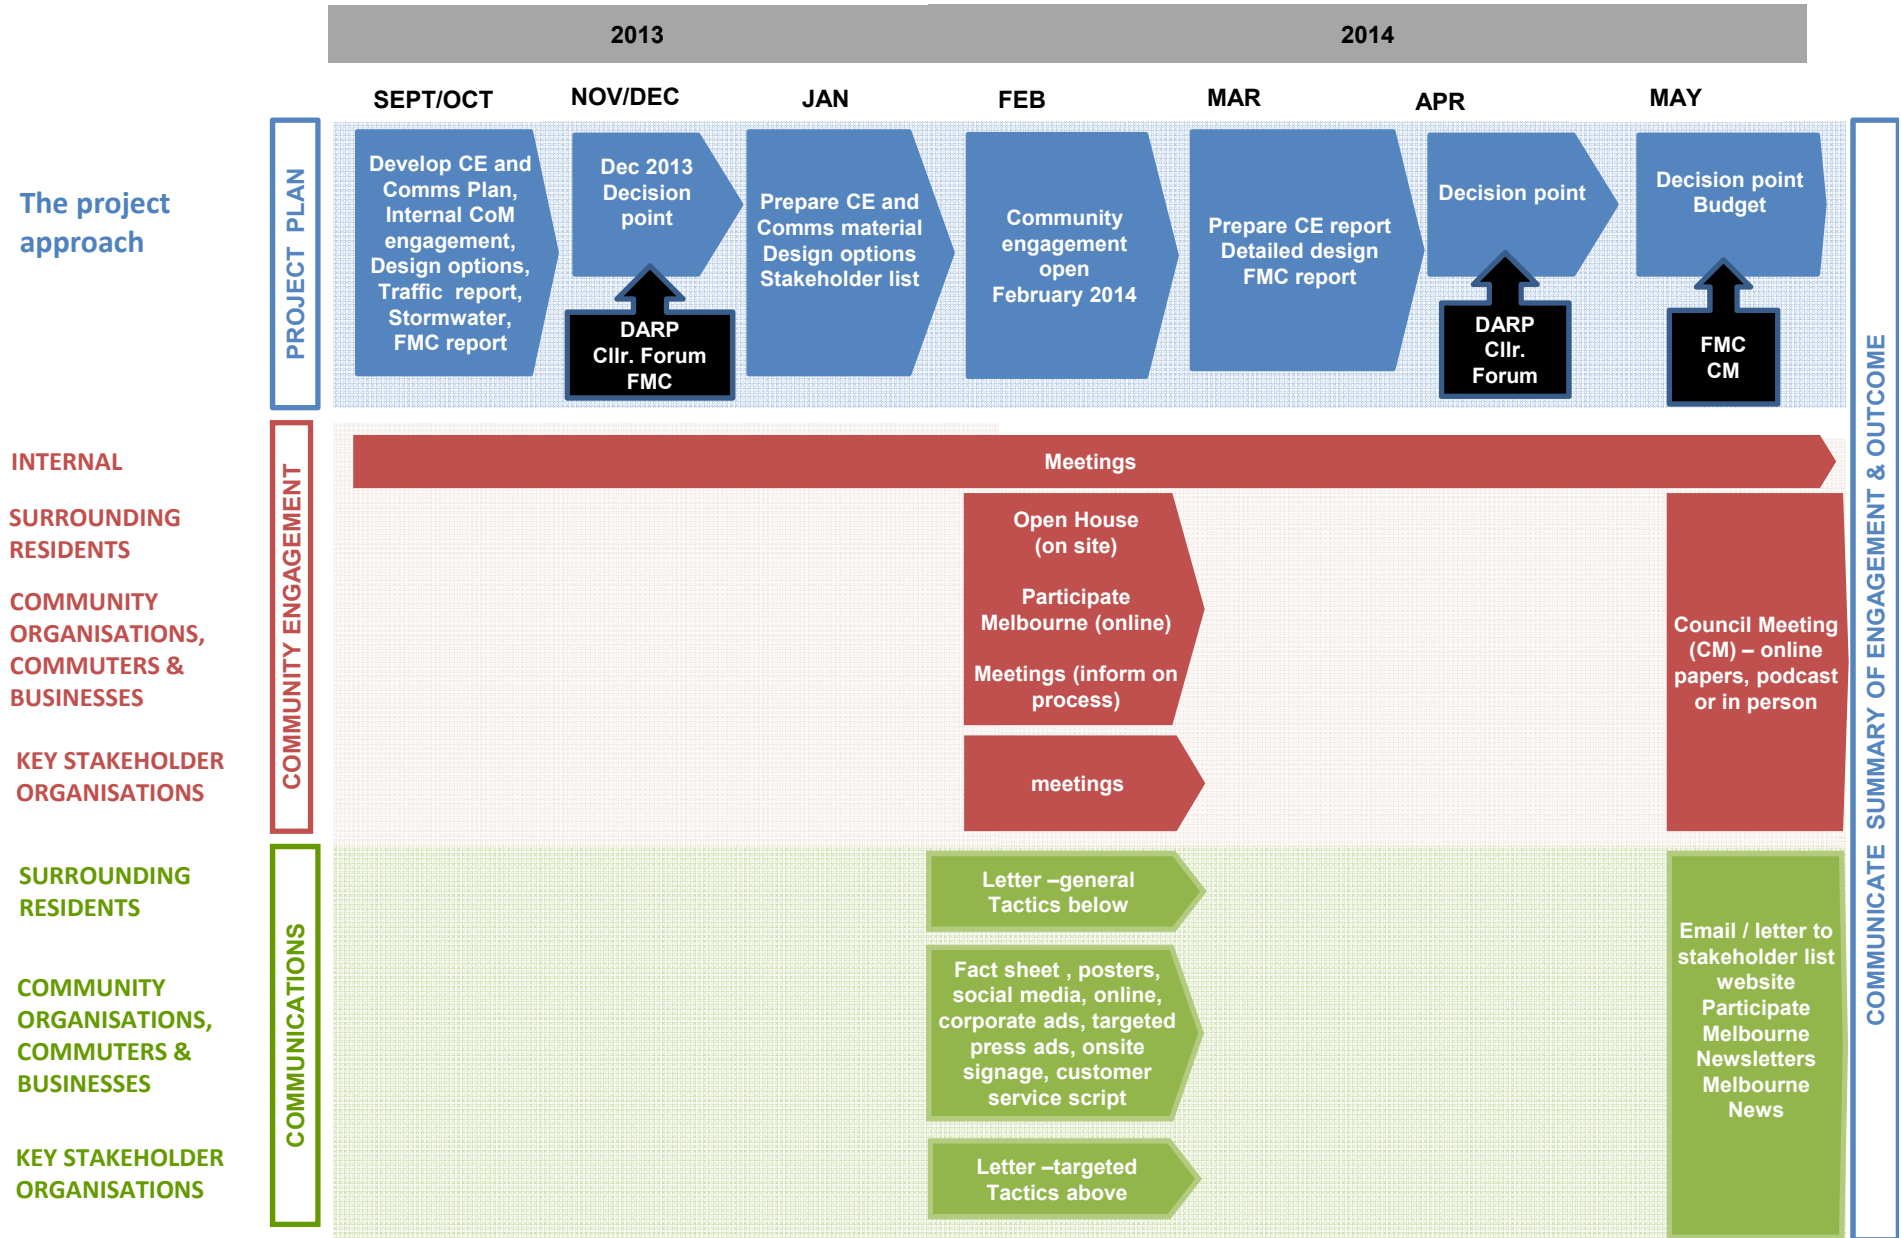 2013
2014
SEPT/OCT
NOV/DEC
JAN
FEB
MAR
APR
MAY
The project
approach
PROJECT PLAN
Develop CE and
Comms Plan,
Internal CoM
engagement,
Design options,
Traffic report,
Stormwater,
FMC report
Dec 2013
Decision
point
DARP
Cllr. Forum
FMC
Prepare CE and
Comms material
Design options
Stakeholder list
Community
engagement
open
February 2014
Prepare CE report
Detailed design
FMC report
Decision point
DARP
Cllr.
Forum
Decision point
Budget
FMC
CM
INTERNAL
SURROUNDING
RESIDENTS
COMMUNITY
ORGANISATIONS,
COMMUTERS &
BUSINESSES
KEY STAKEHOLDER
ORGANISATIONS
COMMUNITY ENGAGEMENT
Meetings
Open House
(on site)
Participate
Melbourne (online)
Meetings (inform on
process)
meetings
Council Meeting
(CM) – online
papers, podcast
or in person
SURROUNDING
RESIDENTS
COMMUNITY
ORGANISATIONS,
COMMUTERS &
BUSINESSES
KEY STAKEHOLDER
ORGANISATIONS
COMMUNICATIONS
Letter –general
Tactics below
Fact sheet , posters,
social media, online,
corporate ads, targeted
press ads, onsite
signage, customer
service script
Letter –targeted
Tactics above
Email / letter to
stakeholder list
website
Participate
Melbourne
Newsletters
Melbourne
News
COMMUNICATE SUMMARY OF ENGAGEMENT & OUTCOME